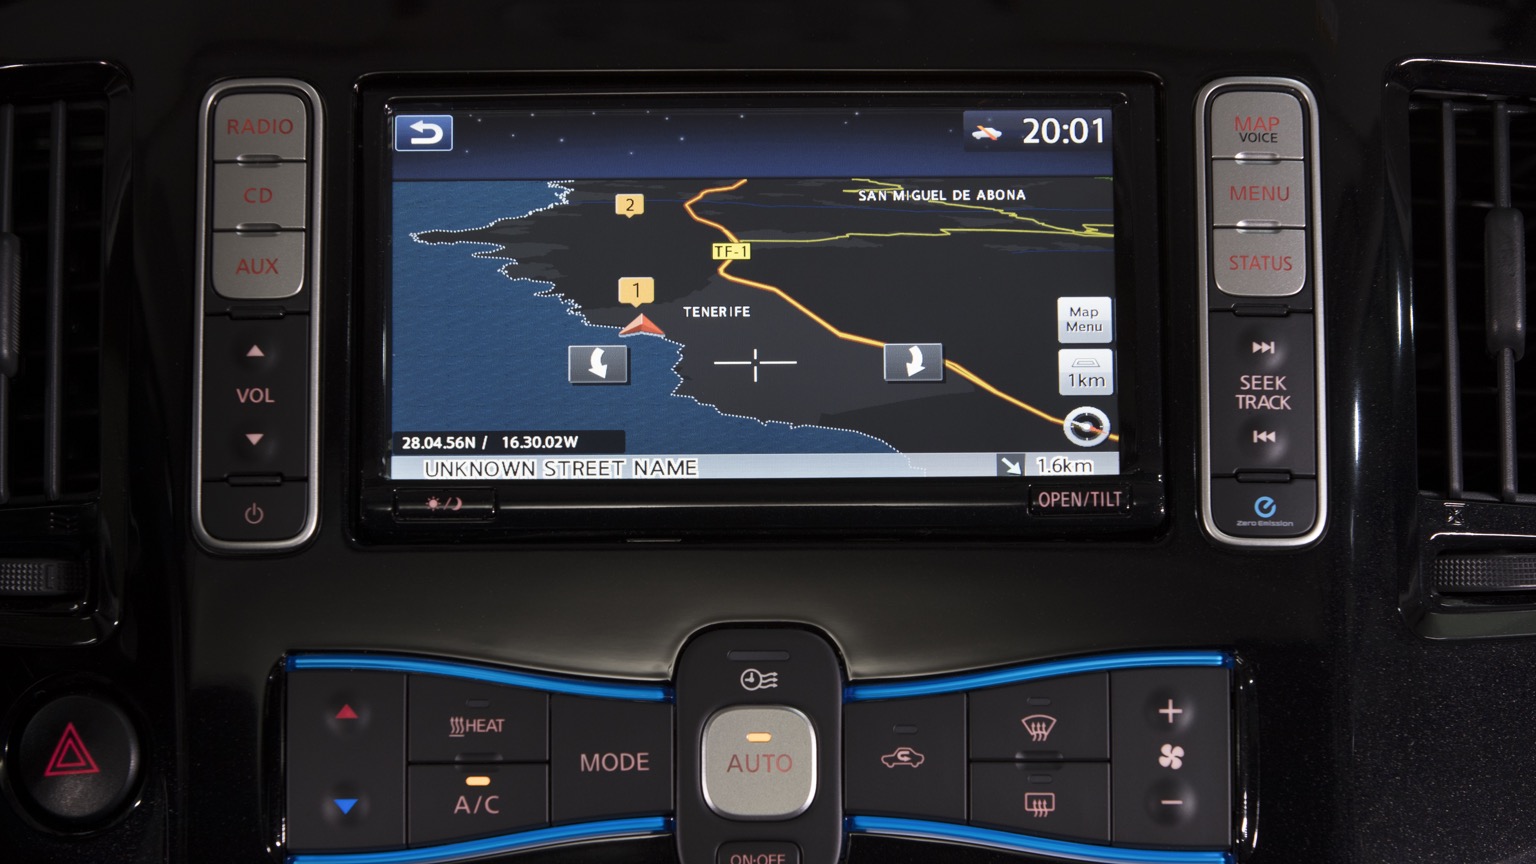 RADIO
CD
AUX
VOL
20:01
2
SAN MIGUEL DE ABONA
TF-1
1
TENERIFE
Map
Menu
1km
28.04.56N / 16.30.02W
UNKNOWN STREET NAME
1.6km
OPEN/TILT
MAP
VOICE
MENU
STATUS
SEEK
TRACK
Zero Emission
HEAT
A/C
MODE
AUTO
ON·OFF